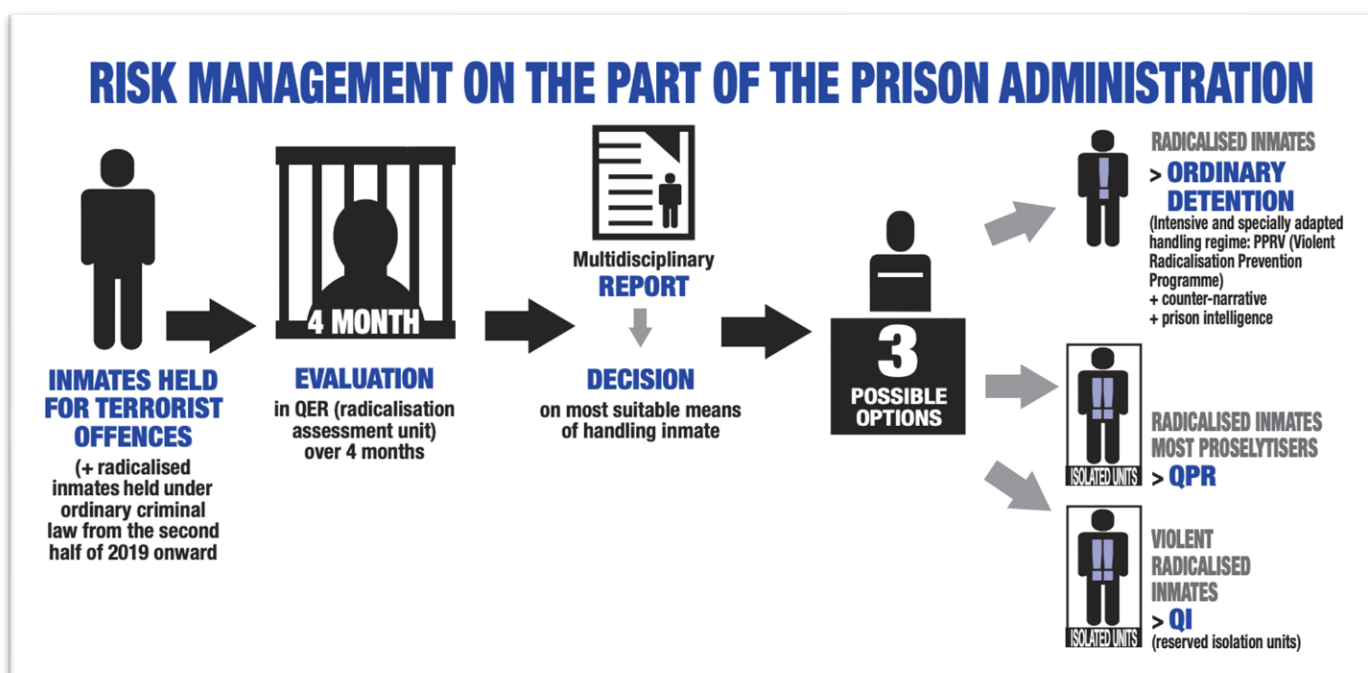 RISK MANAGEMENT ON THE PART OF THE PRISON ADMINISTRATION
INMATES HELD
FOR TERRORIST
OFFENCES
(+ radicalised
inmates held under
ordinary criminal
law from the second
half of 2019 onward
4 MONTH
EVALUATION
in QER (radicalisation
assessment unit)
over 4 months
Multidisciplinary
REPORT
DECISION
on most suitable means
of handling inmate
3
POSSIBLE
OPTIONS
RADICALISED INMATES
> ORDINARY
DETENTION
(Intensive and specially adapted
handling regime: PPRV (Violent
Radicalisation Prevention
Programme)
+ counter-narrative
+ prison intelligence
ISOLATED UNITS
RADICALISED INMATES
MOST PROSELYTISERS
> QPR
ISOLATED UNITS
VIOLENT
RADICALISED
INMATES
> QI
(reserved isolation units)